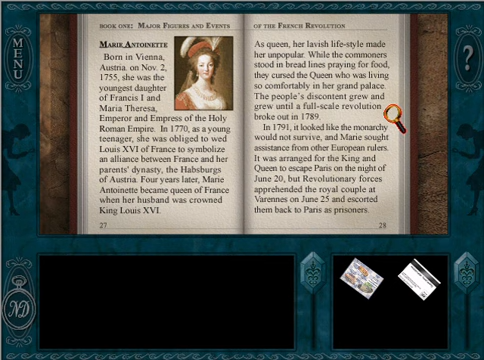 MENU
?
BOOK ONE: MAJOR FIGURES AND EVENTS
OF THE FRENCH REVOLUTION
MARIE ANTOINETTE
Born in Vienna,
Austria. on Nov. 2,
1755, she was the
youngest daughter
of Francis I and
Maria Theresa,
Emperor and Empress of the Holy
Roman Empire. In 1770, as a young
teenager, she was obliged to wed
Louis XVI of France to symbolize
an alliance between France and her
parents' dynasty, the Habsburgs
of Austria. Four years later, Marie
Antoinette became queen of France
when her husband was crowned
King Louis XVI.
27
As queen, her lavish life-style made
her unpopular. While the commoners
stood in bread lines praying for food,
they cursed the Queen who was living
so comfortably in her grand palace.
The people's discontent grew and
grew until a full-scale revolution
broke out in 1789.
In 1791, it looked like the monarchy
would not survive, and Marie sought
assistance from other European rulers.
It was arranged for the King and
Queen to escape Paris on the night of
June 20, but Revolutionary forces
apprehended the royal couple at
Varennes on June 25 and escorted
them back to Paris as prisoners.
28
ND